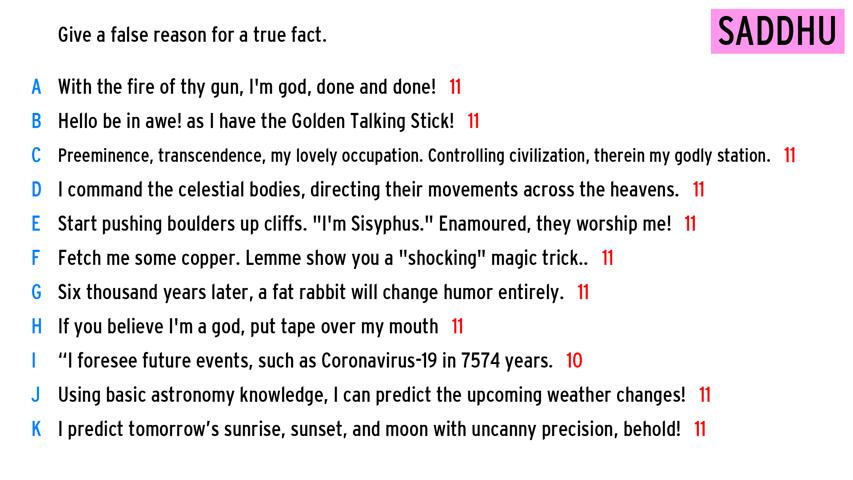 SADDHU
Give a false reason for a true fact.
A With the fire of thy gun, I'm god, done and done! 11
B Hello be in awe! as I have the Golden Talking Stick! 11
C Preeminence, transcendence, my lovely occupation. Controlling civilization, therein my godly station. 11
D I command the celestial bodies, directing their movements across the heavens. 11
E Start pushing boulders up cliffs. "I'm Sisyphus." Enamoured, they worship me! 11
F Fetch me some copper. Lemme show you a "shocking" magic trick.. 11
G Six thousand years later, a fat rabbit will change humor entirely. 11
H If you believe I'm a god, put tape over my mouth 11
I “I foresee future events, such as Coronavirus-19 in 7574 years. 10
J Using basic astronomy knowledge, I can predict the upcoming weather changes! 11
K I predict tomorrow’s sunrise, sunset, and moon with uncanny precision, behold! 11